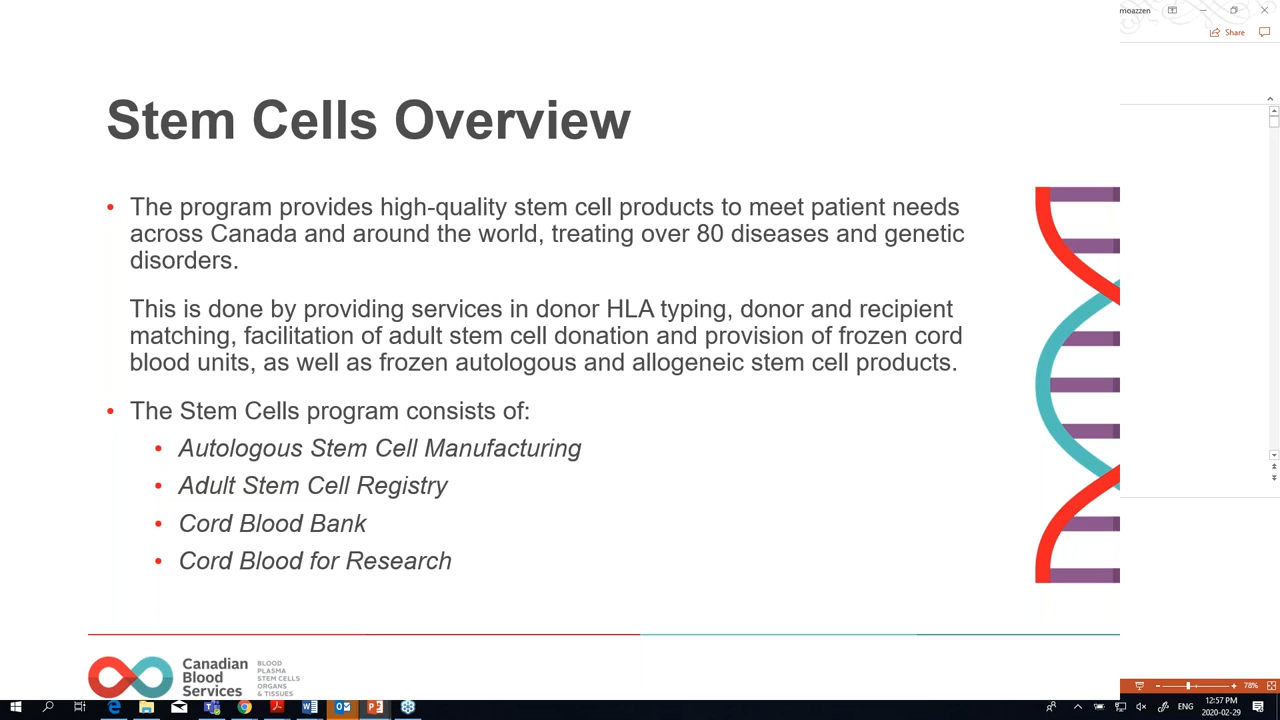 moazzen
Share
Stem Cells Overview
• The program provides high-quality stem cell products to meet patient needs
across Canada and around the world, treating over 80 diseases and genetic
disorders.
This is done by providing services in donor HLA typing, donor and recipient
matching, facilitation of adult stem cell donation and provision of frozen cord
blood units, as well as frozen autologous and allogeneic stem cell products.
• The Stem Cells program consists of:
• Autologous Stem Cell Manufacturing
• Adult Stem Cell Registry
• Cord Blood Bank
• Cord Blood for Research
Canadian
Blood
Services
BLOOD
PLASMA
STEM CELLS
ORGANS
& TISSUES
78%
ENG
12:57 PM
2020-02-29